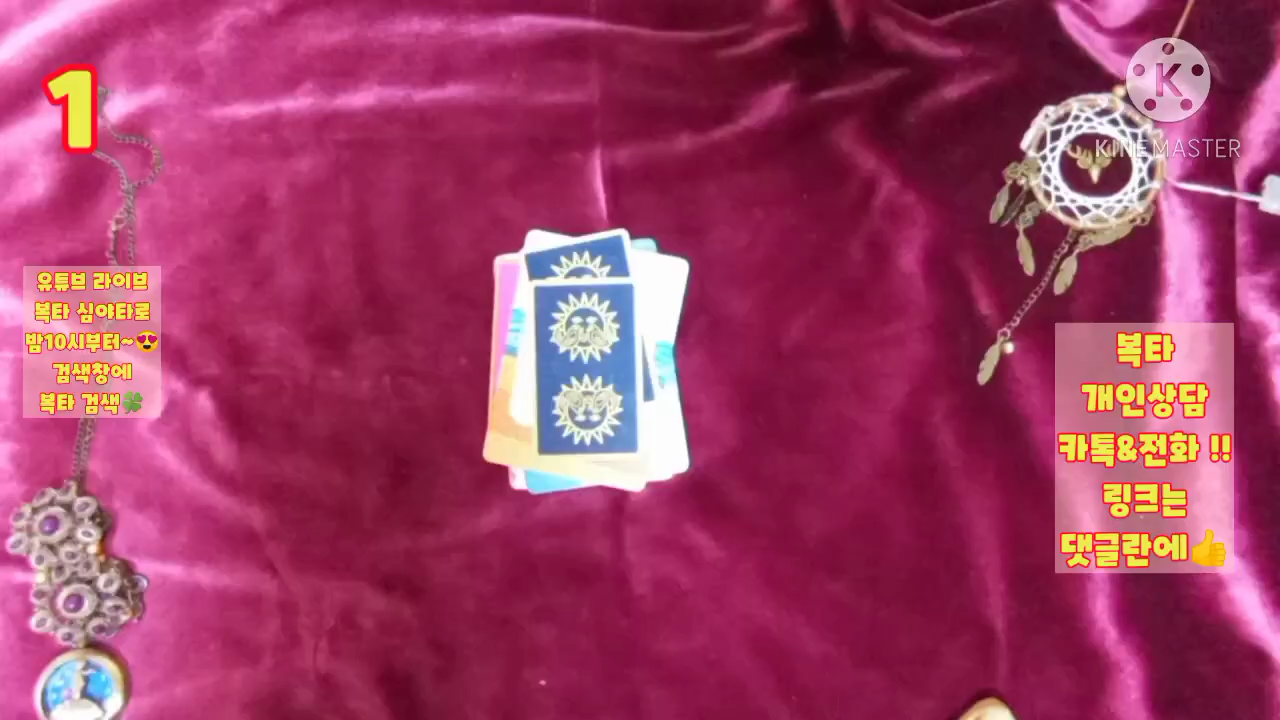 1
K
KINEMASTER
유튜브 라이브
복타 심야타로
밤10시부터~😍
검색창에
복타 검색🍀
복타
개인상담
카톡&전화 !!
링크는
댓글란에👍